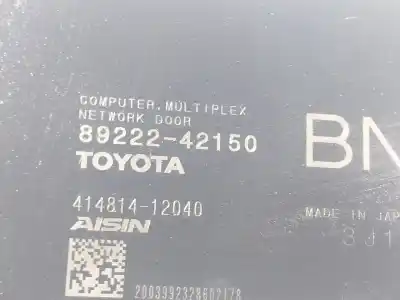 COMPUTER, MULTIPLEX
NETWORK DOOR
89222-42150
TOYOTA
BN
414814-12040
AISIN
MADE IN JAP
2003992328602178